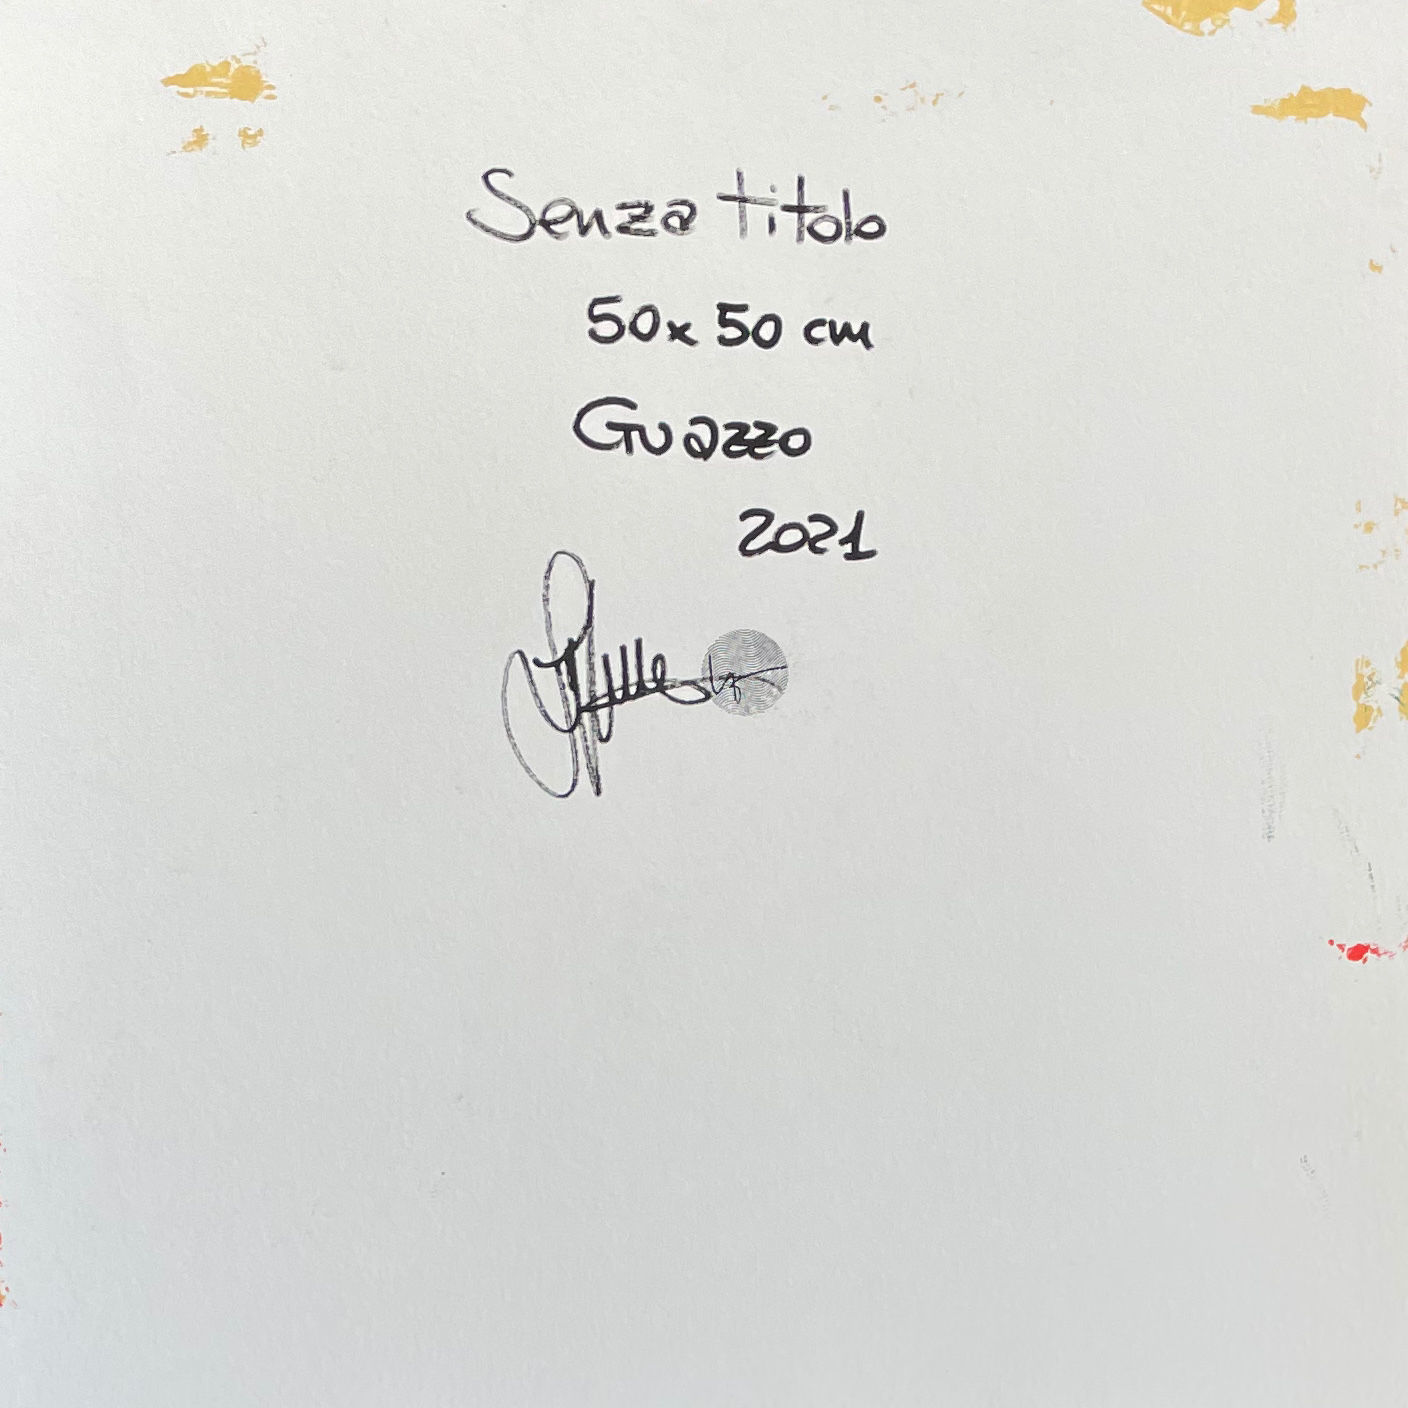 Senza titolo
50x50 cm
Guazzo
2021